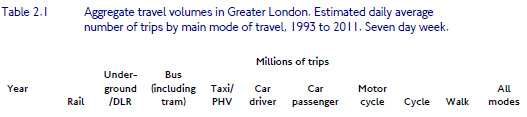 Table 2.1 Aggregate travel volumes in Greater London. Estimated daily average
number of trips by main mode of travel, 1993 to 2011. Seven day week.
Millions of trips
Under- Bus
Year ground (including Taxi/ Car Car Motor All
Rail /DLR tram) PHV driver passenger cycle Cycle Walk modes